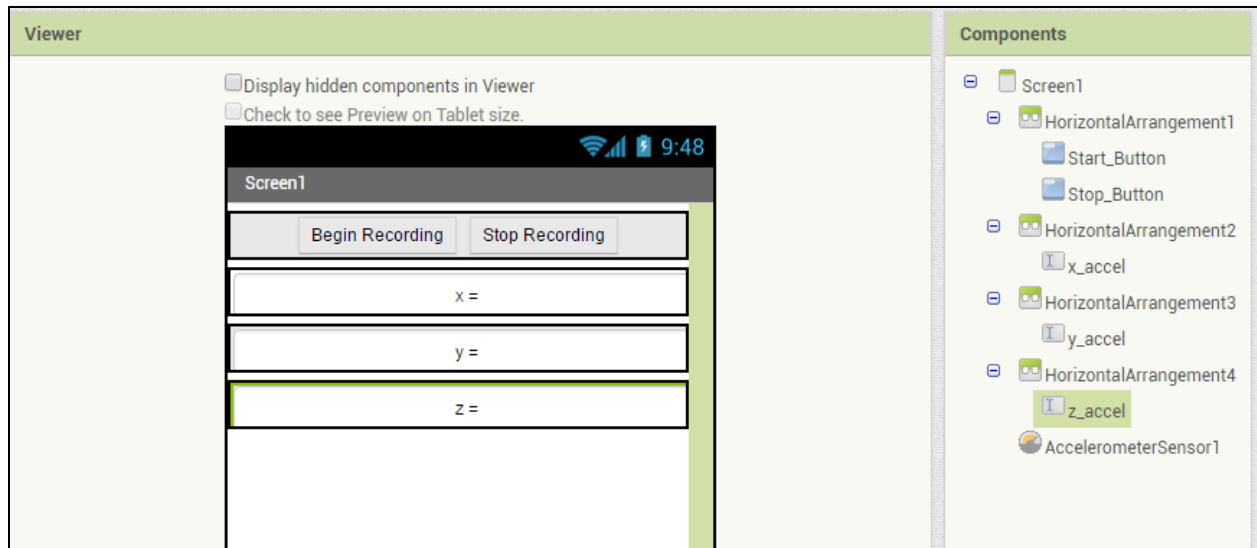 Viewer
Display hidden components in Viewer
Check to see Preview on Tablet size.
9:48
Screen1
Begin Recording Stop Recording
x =
y =
z =
Components
Screen1
HorizontalArrangement1
Start_Button
Stop_Button
HorizontalArrangement2
x_accel
HorizontalArrangement3
y_accel
HorizontalArrangement4
z_accel
AccelerometerSensor1